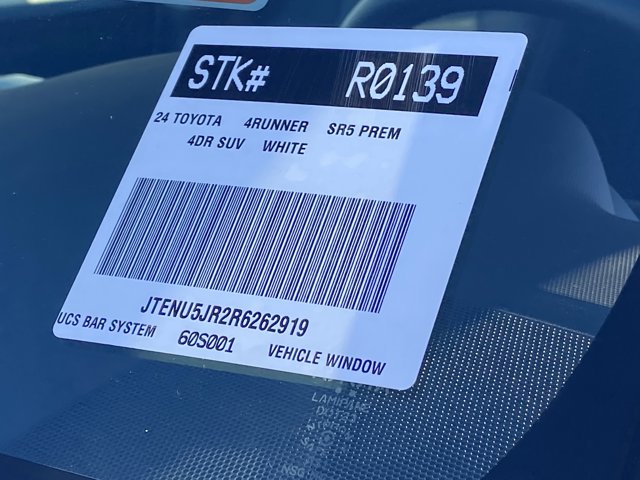 STK# R0139
24 TOYOTA 4RUNNER SR5 PREM
4DR SUV WHITE
JTENU5JR2R6262919
UCS BAR SYSTEM 60S001 VEHICLE WINDOW